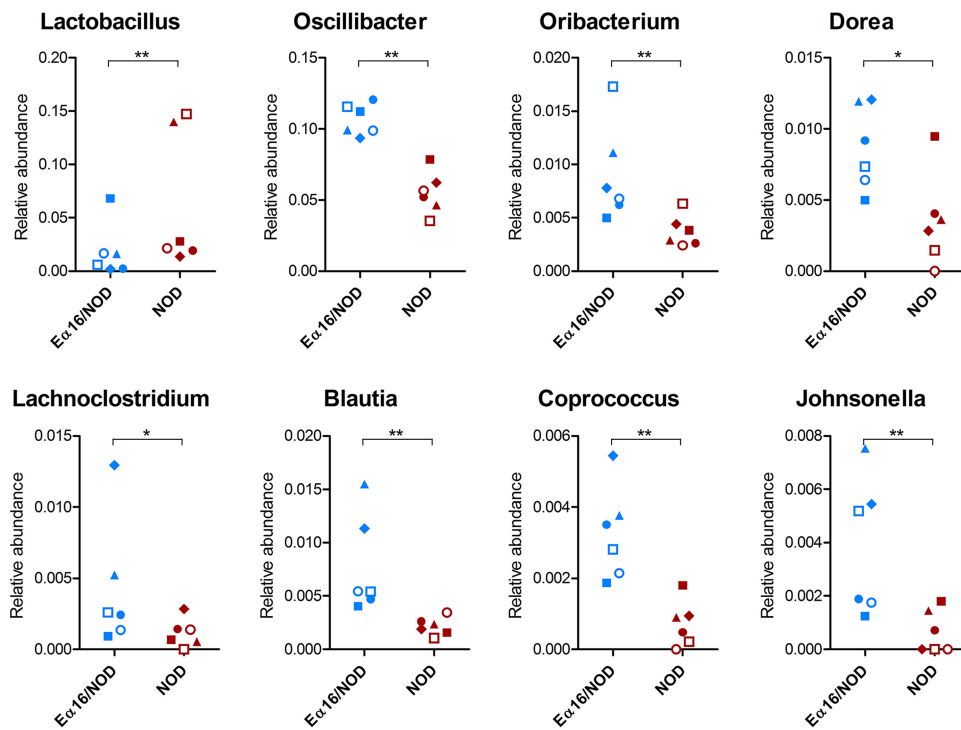 Lactobacillus
Relative abundance
0.20
0.15
0.10
0.05
0.00
**
Eα16/NOD
NOD
Oscillibacter
Relative abundance
0.15
0.10
0.05
0.00
**
Eα16/NOD
NOD
Oribacterium
Relative abundance
0.020
0.015
0.010
0.005
0.000
**
Eα16/NOD
NOD
Dorea
Relative abundance
0.015
0.010
0.005
0.000
*
Eα16/NOD
NOD
Lachnoclostridium
Relative abundance
0.015
0.010
0.005
0.000
*
Eα16/NOD
NOD
Blautia
Relative abundance
0.020
0.015
0.010
0.005
0.000
**
Eα16/NOD
NOD
Coprococcus
Relative abundance
0.006
0.004
0.002
0.000
**
Eα16/NOD
NOD
Johnsonella
Relative abundance
0.008
0.006
0.004
0.002
0.000
**
Eα16/NOD
NOD